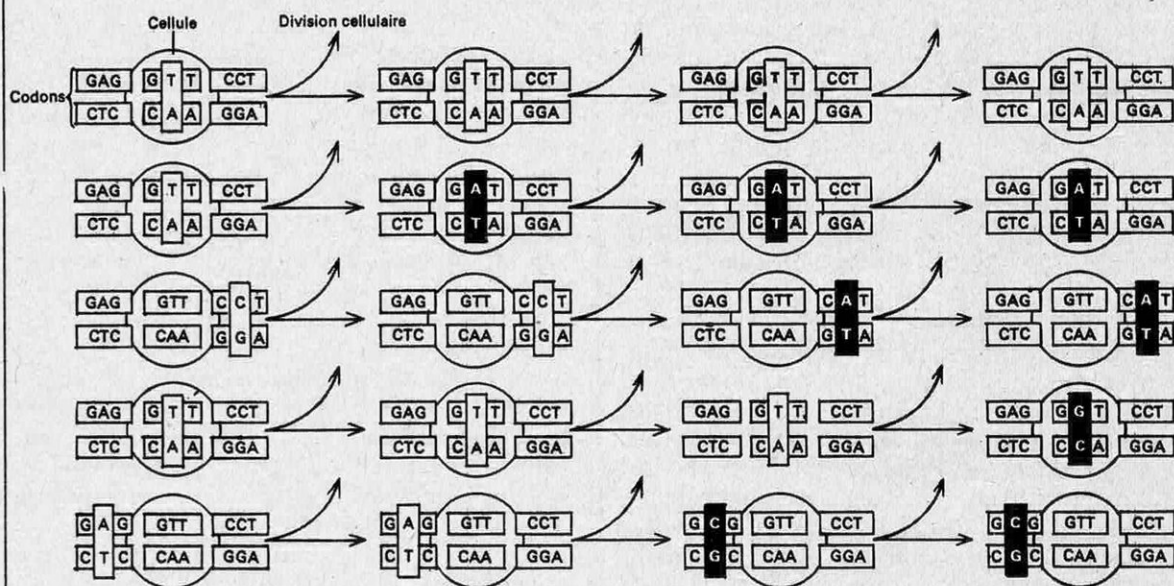 Cellule Division cellulaire
GAG GTT CCT GAG GTT CCT GAG GTT CCT GAG GTT CCT
Codons
CTC CAA GGA CTC CAA GGA CTC CAA GGA CTC CAA GGA
GAG GTT CCT GAG GAT CCT GAG GAT CCT GAG GAT CCT
CTC CAA GGA CTC CTA GGA CTC CTA GGA CTC CTA GGA
GAG GTT CCT GAG GTT CCT GAG GTT CAT GAG GTT CAT
CTC CAA GGA CTC CAA GGA CTC CAA GTA CTC CAA GTA
GAG GTT CCT GAG GTT CCT GAG GTT CCT GAG GGT CCT
CTC CAA GGA CTC CAA GGA CTC CAA GGA CTC CCA GGA
GAG GTT CCT GAG GTT CCT GCG GTT CCT GCG GTT CCT
CTC CAA GGA CTC CAA GGA CGC CAA GGA CGC CAA GGA